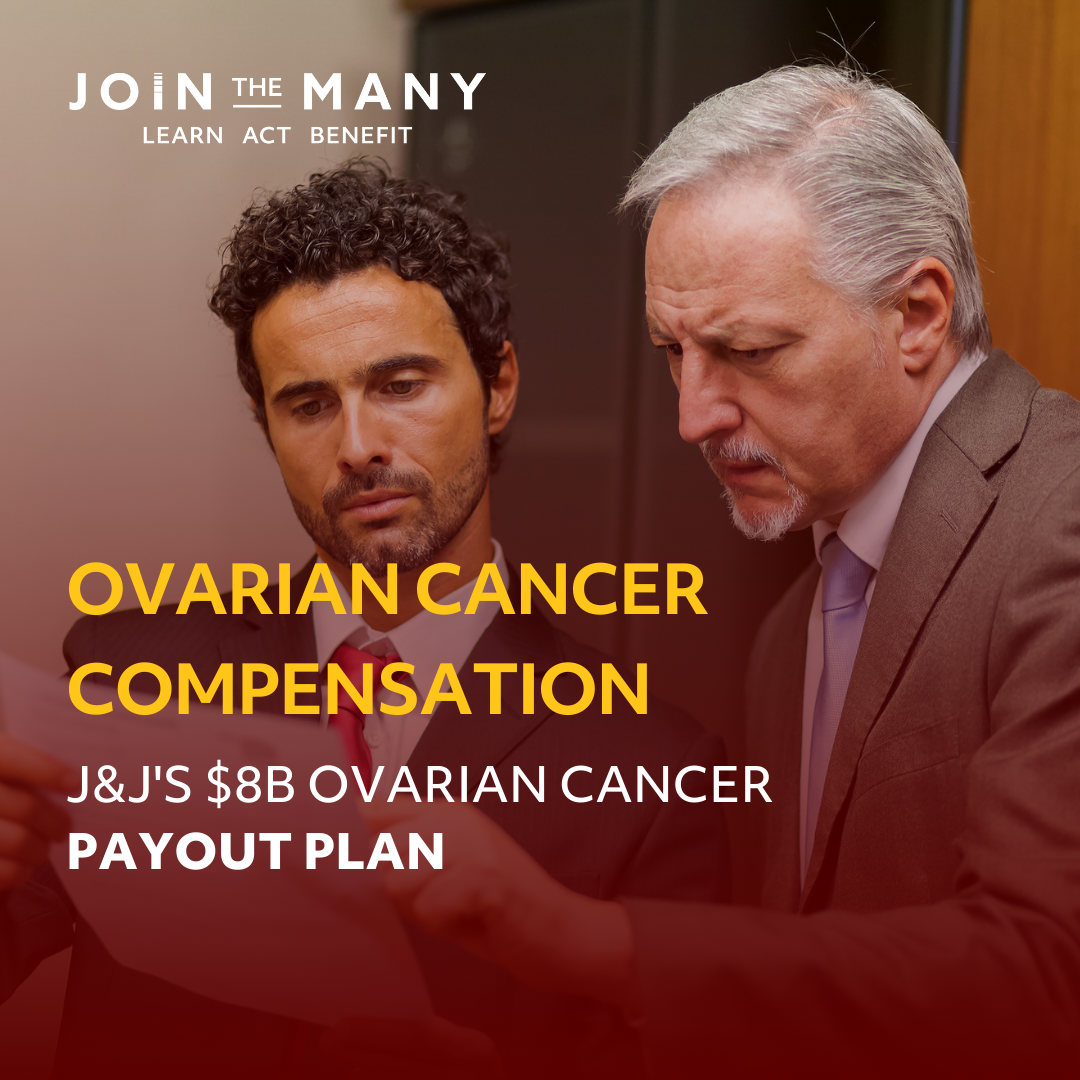 JOIN THE MANY
LEARN ACT BENEFIT
OVARIAN CANCER
COMPENSATION
J&J'S $8B OVARIAN CANCER
PAYOUT PLAN